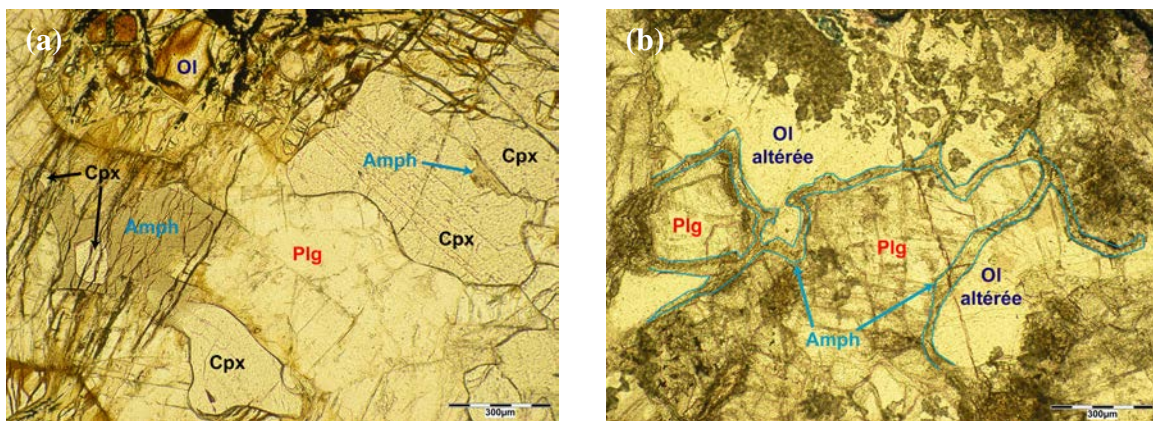 (a)
Ol
Cpx
Amph
Cpx
Amph
Plg
Cpx
Cpx
300µm
(b)
Ol
altérée
Plg
Plg
Ol
altérée
Amph
300µm